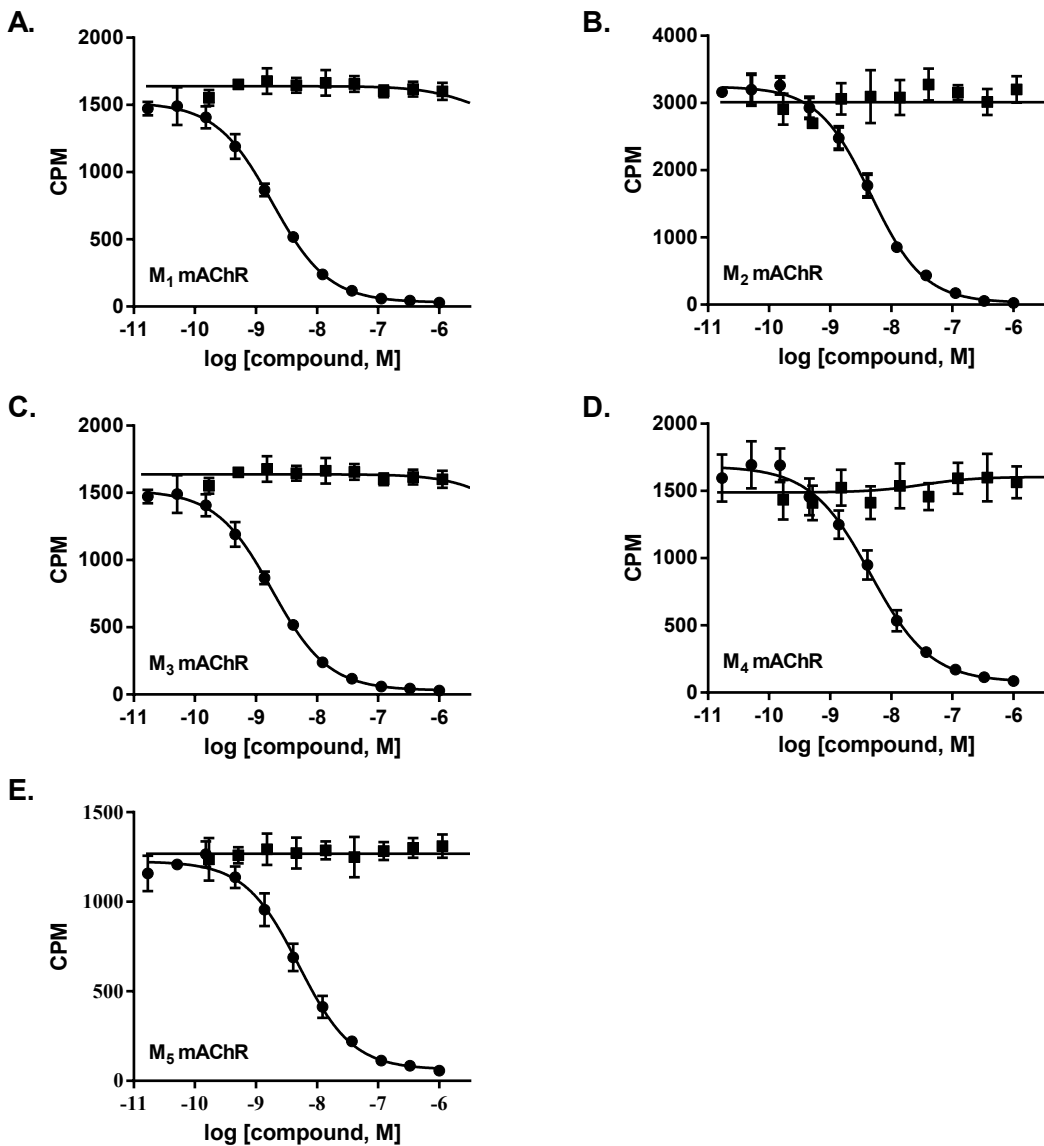 A.
2000
1500
1000
500
0
CPM
M1 mAChR
-11 -10 -9 -8 -7 -6
log [compound, M]
B.
4000
3000
2000
1000
0
CPM
M2 mAChR
-11 -10 -9 -8 -7 -6
log [compound, M]
C.
2000
1500
1000
500
0
CPM
M3 mAChR
-11 -10 -9 -8 -7 -6
log [compound, M]
D.
2000
1500
1000
500
0
CPM
M4 mAChR
-11 -10 -9 -8 -7 -6
log [compound, M]
E.
1500
1000
500
0
CPM
M5 mAChR
-11 -10 -9 -8 -7 -6
log [compound, M]